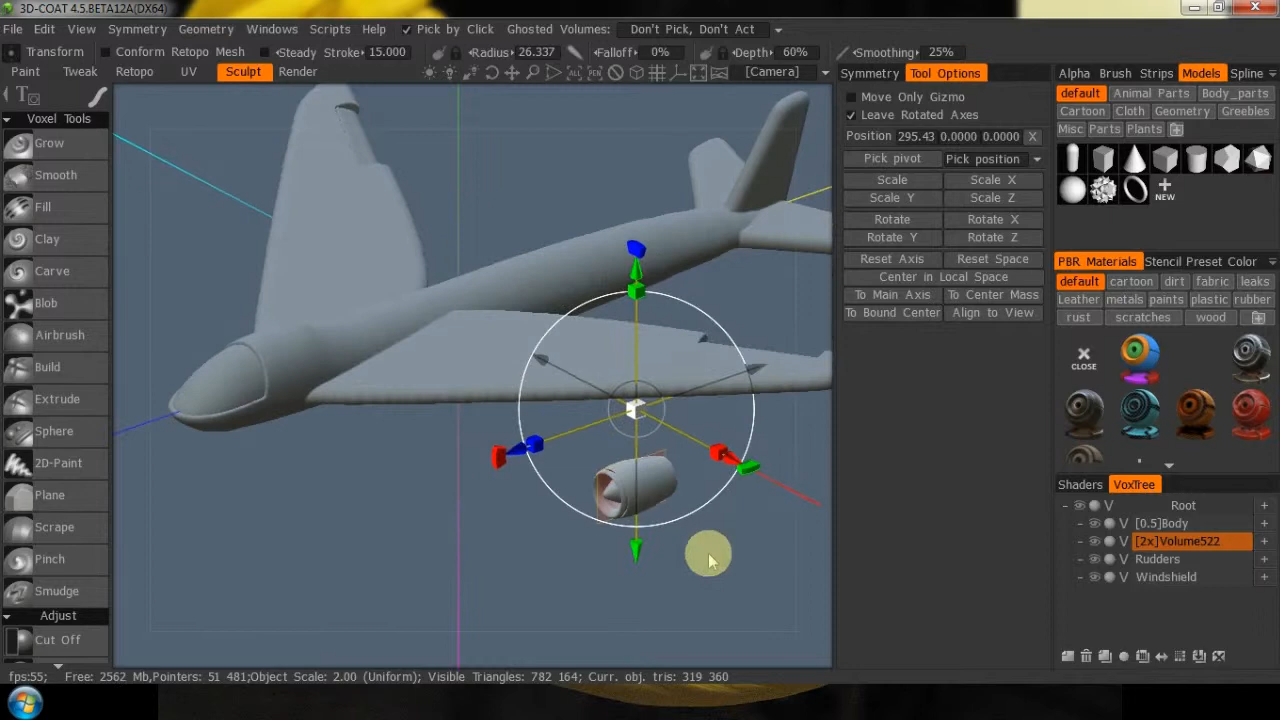 3D-COAT 4.5.BETA12A(DX64)
File Edit View Symmetry Geometry Windows Scripts Help Pick by Click Ghosted Volumes: Don't Pick, Don't Act
Transform Conform Retopo Mesh Steady Stroke: 15.000 Radius: 26.337 Falloff: 0% Depth: 60% Smoothing: 25%
Paint Tweak Retopo UV Sculpt Render ALL PEN [Camera]
Voxel Tools
Grow
Smooth
Fill
Clay
Carve
Blob
Airbrush
Build
Extrude
Sphere
2D-Paint
Plane
Scrape
Pinch
Smudge
Adjust
Cut Off
Symmetry Tool Options
Move Only Gizmo
Leave Rotated Axes
Position 295.43 0.0000 0.0000 X
Pick pivot Pick position
Scale Scale X
Scale Y Scale Z
Rotate Rotate X
Rotate Y Rotate Z
Reset Axis Reset Space
Center in Local Space
To Main Axis To Center Mass
To Bound Center Align to View
Alpha Brush Strips Models Spline
default Animal Parts Body_parts
Cartoon Cloth Geometry Greebles
Misc Parts Plants
NEW
PBR Materials Stencil Preset Color
default cartoon dirt fabric leaks
Leather metals paints plastic rubber
rust scratches wood
CLOSE
Shaders VoxTree
V Root
V [0.5]Body
V [2x]Volume522
V Rudders
V Windshield
fps:55; Free: 2562 Mb,Pointers: 51 481;Object Scale: 2.00 (Uniform); Visible Triangles: 782 164; Curr. obj. tris: 319 360